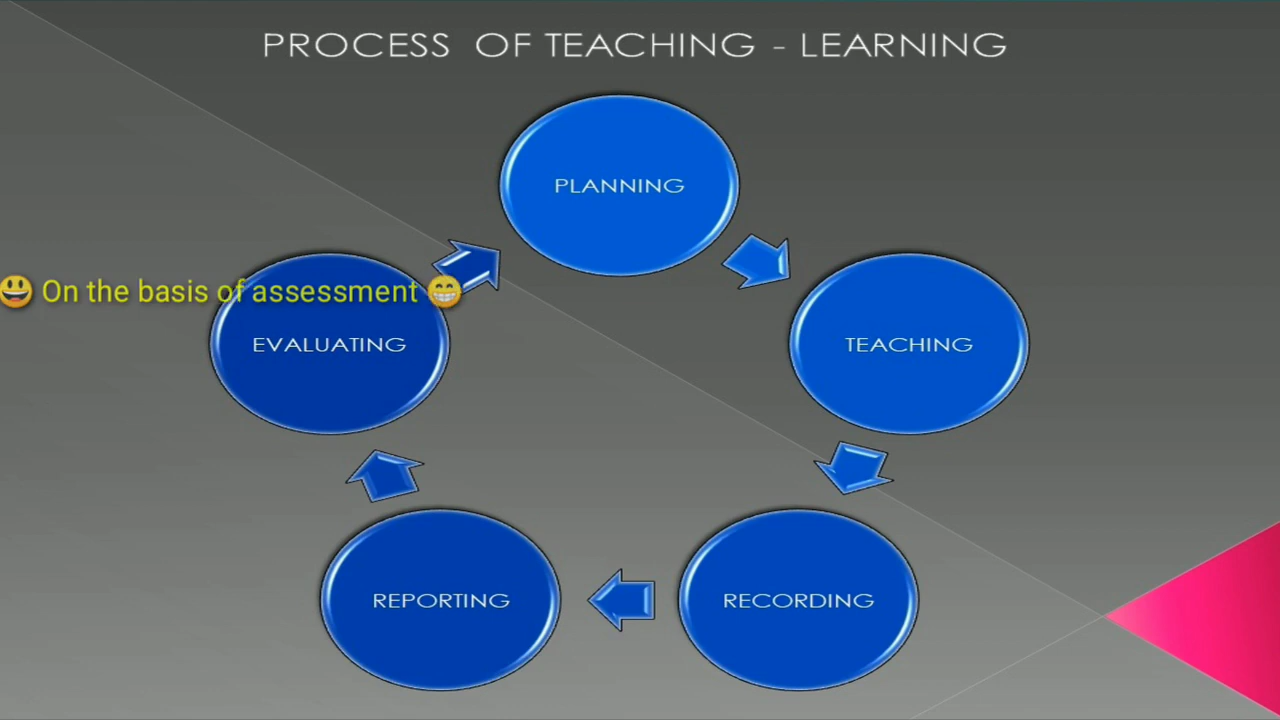 PROCESS OF TEACHING - LEARNING
PLANNING
😃 On the basis of assessment 😁
EVALUATING
TEACHING
REPORTING
RECORDING